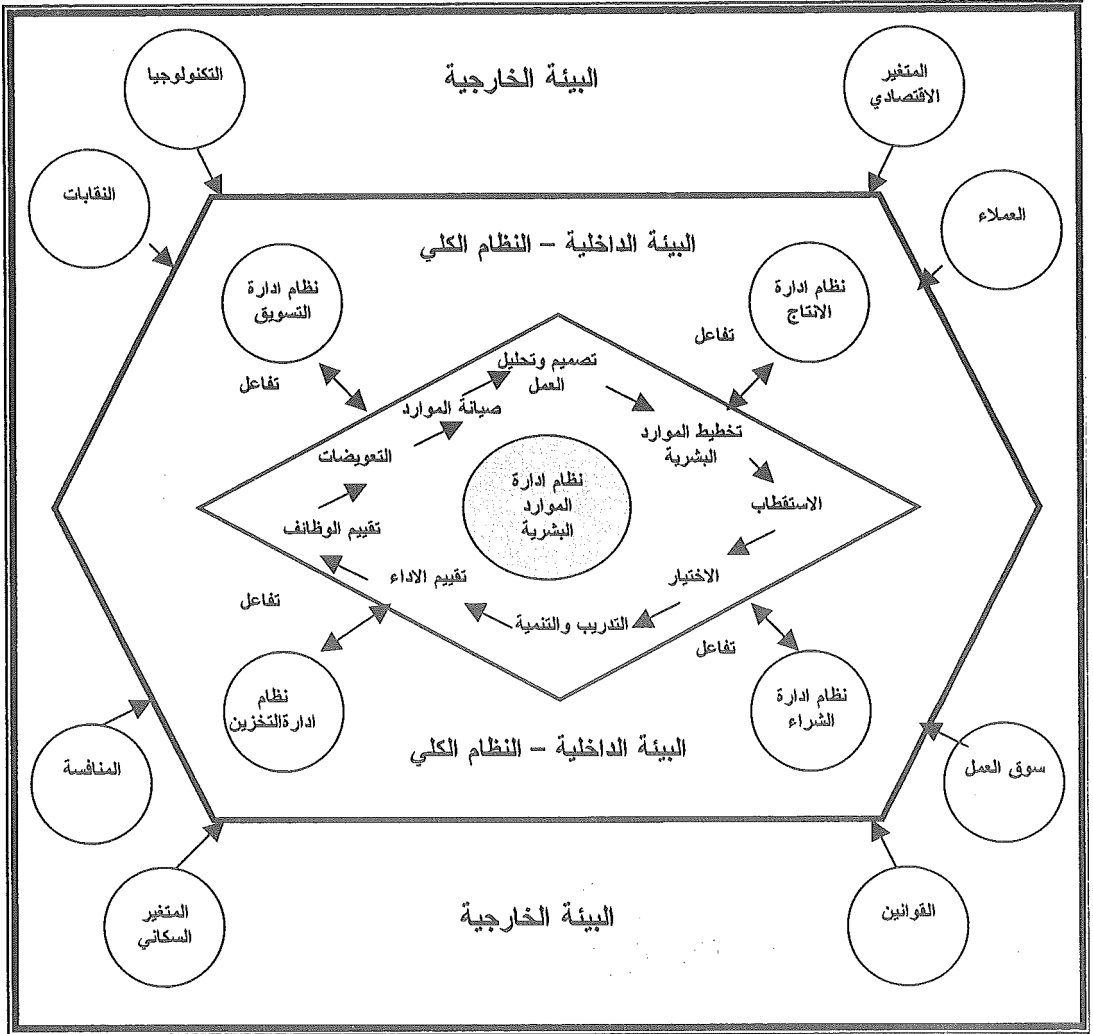 البيئة الخارجية
المتغير
الاقتصادي
التكنولوجيا
العملاء
النقابات
البيئة الداخلية – النظام الكلي
نظام ادارة
الانتاج
نظام ادارة
التسويق
تفاعل
تفاعل
تصميم وتحليل
العمل
صيانة الموارد
تخطيط الموارد
البشرية
التعويضات
نظام ادارة
الموارد
البشرية
الاستقطاب
تقييم الوظائف
الاختيار
تقييم الاداء
التدريب والتنمية
تفاعل
تفاعل
نظام ادارة
الشراء
نظام
ادارةالتخزين
البيئة الداخلية – النظام الكلي
سوق العمل
المنافسة
القوانين
المتغير
السكاني
البيئة الخارجية